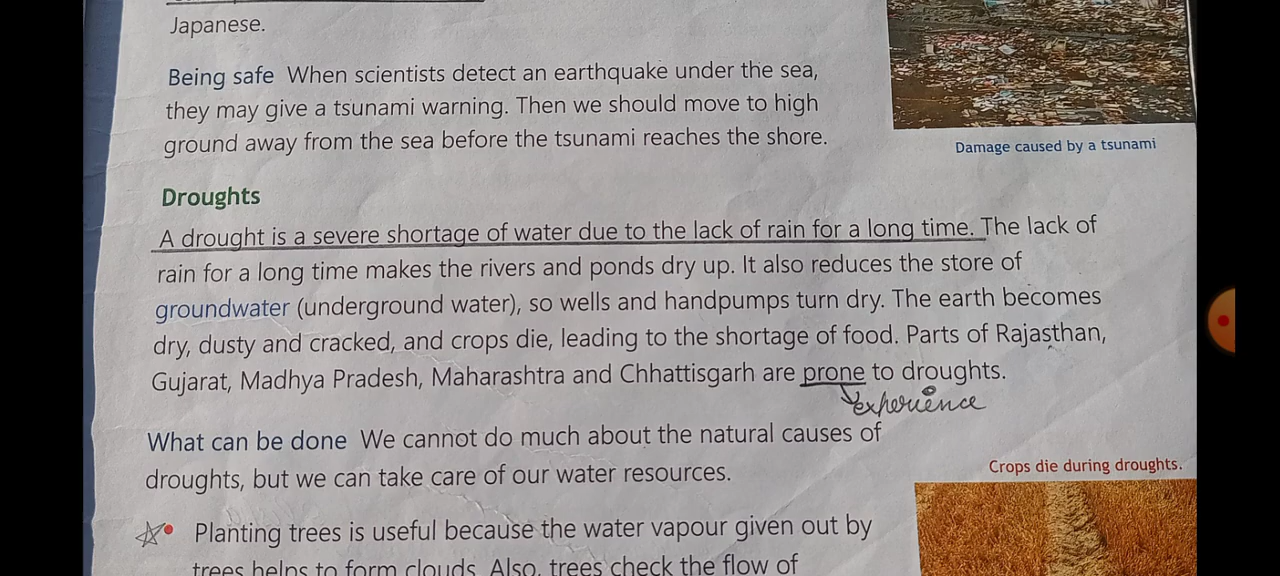 Japanese.
Being safe When scientists detect an earthquake under the sea,
they may give a tsunami warning. Then we should move to high
ground away from the sea before the tsunami reaches the shore.
Damage caused by a tsunami
Droughts
A drought is a severe shortage of water due to the lack of rain for a long time. The lack of
rain for a long time makes the rivers and ponds dry up. It also reduces the store of
groundwater (underground water), so wells and handpumps turn dry. The earth becomes
dry, dusty and cracked, and crops die, leading to the shortage of food. Parts of Rajasthan,
Gujarat, Madhya Pradesh, Maharashtra and Chhattisgarh are prone to droughts.
experience
What can be done We cannot do much about the natural causes of
droughts, but we can take care of our water resources.
Crops die during droughts.
• Planting trees is useful because the water vapour given out by
trees helps to form clouds. Also, trees check the flow of